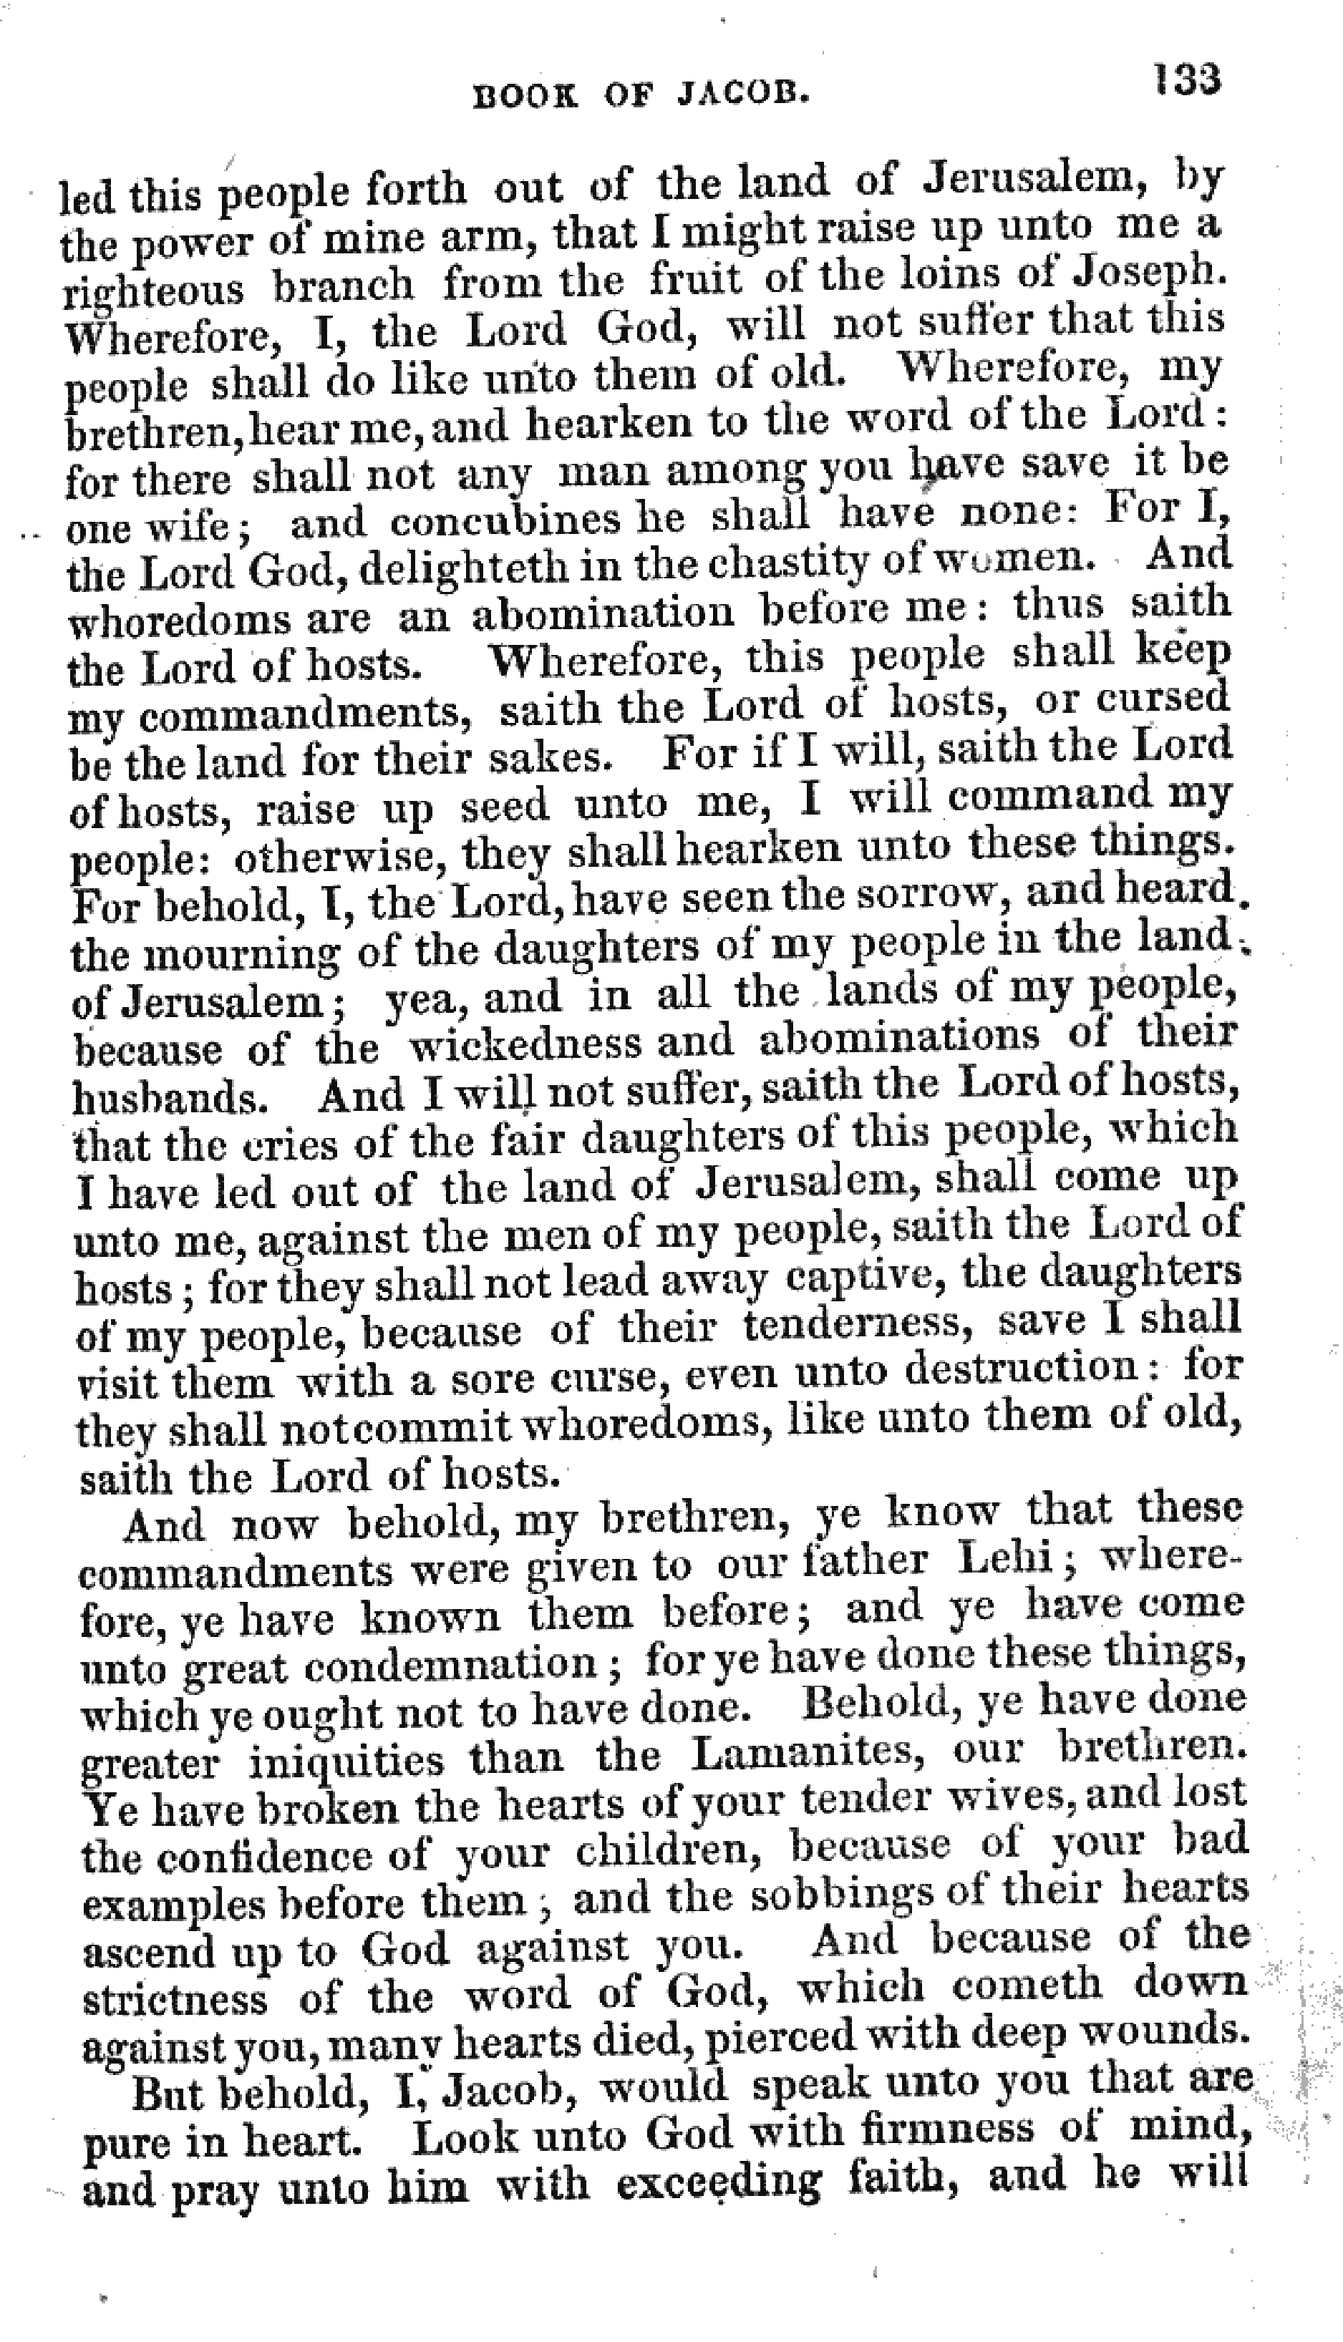 BOOK OF JACOB. 133
led this people forth out of the land of Jerusalem, by
the power of mine arm, that I might raise up unto me a
righteous branch from the fruit of the loins of Joseph.
Wherefore, I, the Lord God, will not suffer that this
people shall do like unto them of old. Wherefore, my
brethren, hear me, and hearken to the word of the Lord:
for there shall not any man among you have save it be
one wife; and concubines he shall have none: For I,
the Lord God, delighteth in the chastity of women. And
whoredoms are an abomination before me: thus saith
the Lord of hosts. Wherefore, this people shall keep
my commandments, saith the Lord of hosts, or cursed
be the land for their sakes. For if I will, saith the Lord
of hosts, raise up seed unto me, I will command my
people: otherwise, they shall hearken unto these things.
For behold, I, the Lord, have seen the sorrow, and heard
the mourning of the daughters of my people in the land
of Jerusalem; yea, and in all the lands of my people,
because of the wickedness and abominations of their
husbands. And I will not suffer, saith the Lord of hosts,
that the cries of the fair daughters of this people, which
I have led out of the land of Jerusalem, shall come up
unto me, against the men of my people, saith the Lord of
hosts; for they shall not lead away captive, the daughters
of my people, because of their tenderness, save I shall
visit them with a sore curse, even unto destruction: for
they shall not commit whoredoms, like unto them of old,
saith the Lord of hosts.
And now behold, my brethren, ye know that these
commandments were given to our father Lehi; where-
fore, ye have known them before; and ye have come
unto great condemnation; for ye have done these things,
which ye ought not to have done. Behold, ye have done
greater iniquities than the Lamanites, our brethren.
Ye have broken the hearts of your tender wives, and lost
the confidence of your children, because of your bad
examples before them; and the sobbings of their hearts
ascend up to God against you. And because of the
strictness of the word of God, which cometh down
against you, many hearts died, pierced with deep wounds.
But behold, I, Jacob, would speak unto you that are
pure in heart. Look unto God with firmness of mind,
and pray unto him with exceeding faith, and he will